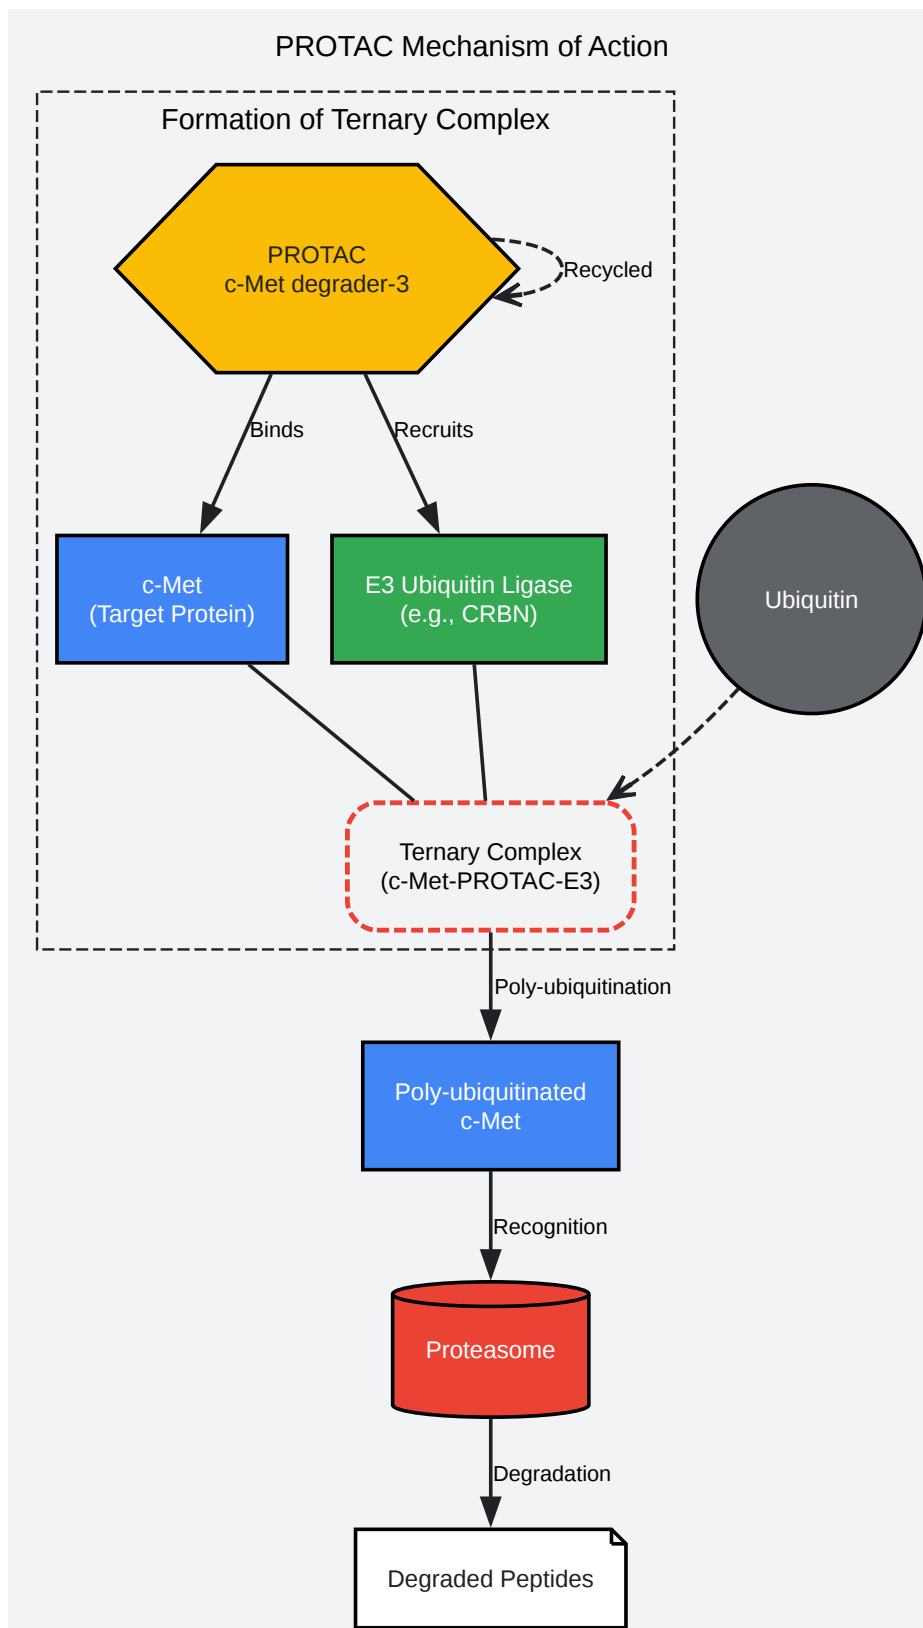 PROTAC Mechanism of Action
Formation of Ternary Complex
PROTAC
c-Met degrader-3
Recycled
Binds
Recruits
c-Met
(Target Protein)
E3 Ubiquitin Ligase
(e.g., CRBN)
Ubiquitin
Ternary Complex
(c-Met-PROTAC-E3)
Poly-ubiquitination
Poly-ubiquitinated
c-Met
Recognition
Proteasome
Degradation
Degraded Peptides